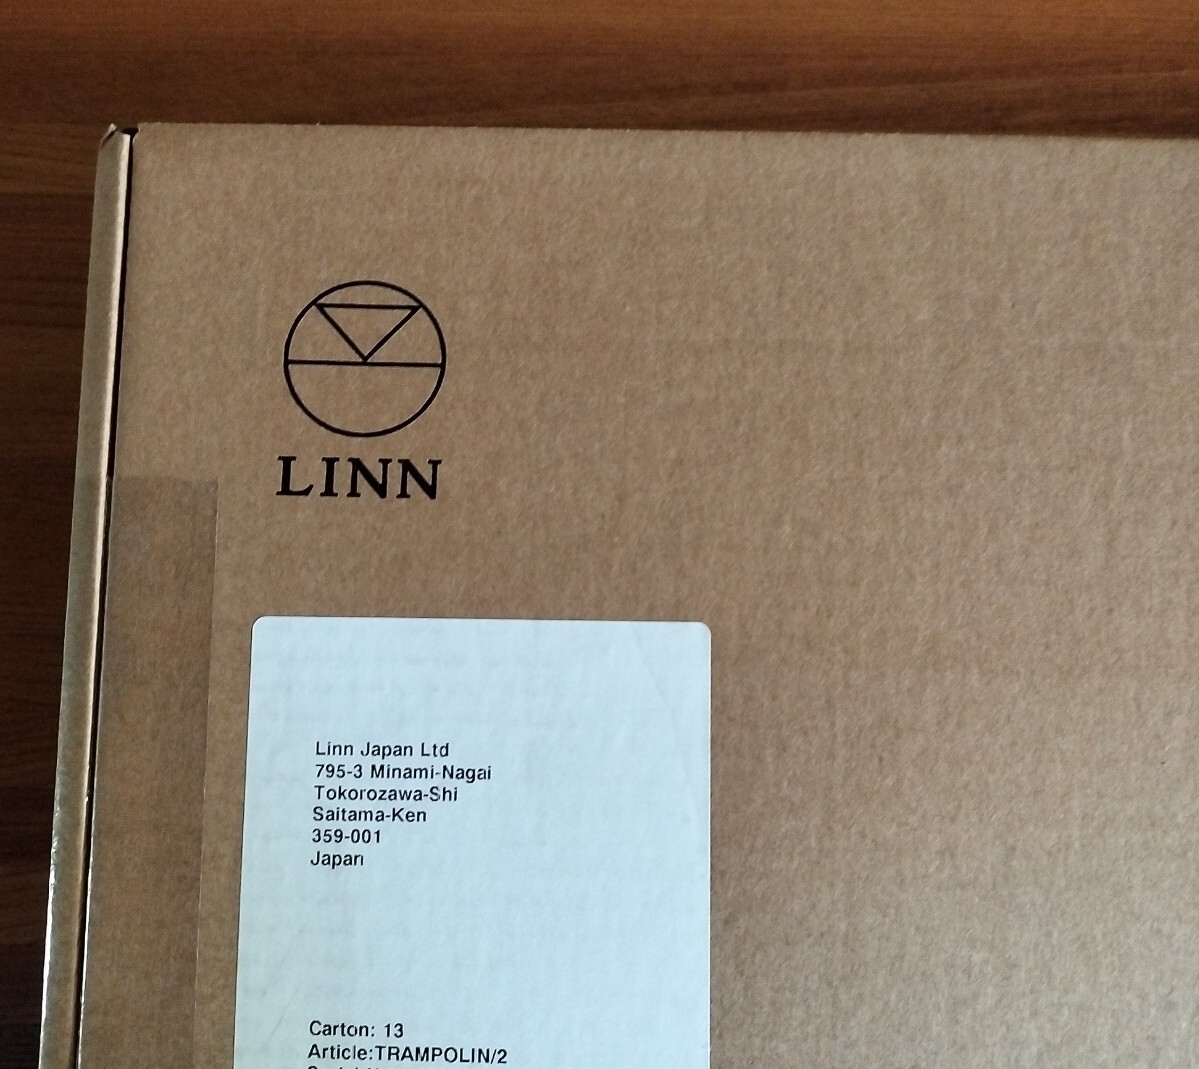 LINN
Linn Japan Ltd
795-3 Minami-Nagai
Tokorozawa-Shi
Saitama-Ken
359-001
Japan
Carton: 13
Article:TRAMPOLIN/2